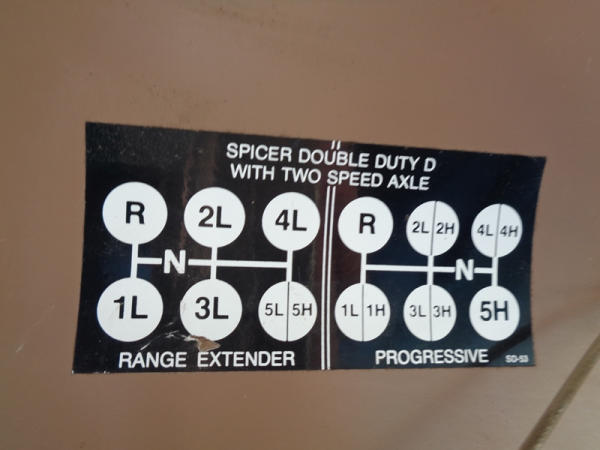 SPICER DOUBLE DUTY D
WITH TWO SPEED AXLE
R 2L 4L
N
1L 3L 5L 5H
RANGE EXTENDER
R 2L 2H 4L 4H
N
1L 1H 3L 3H 5H
PROGRESSIVE
SD-53